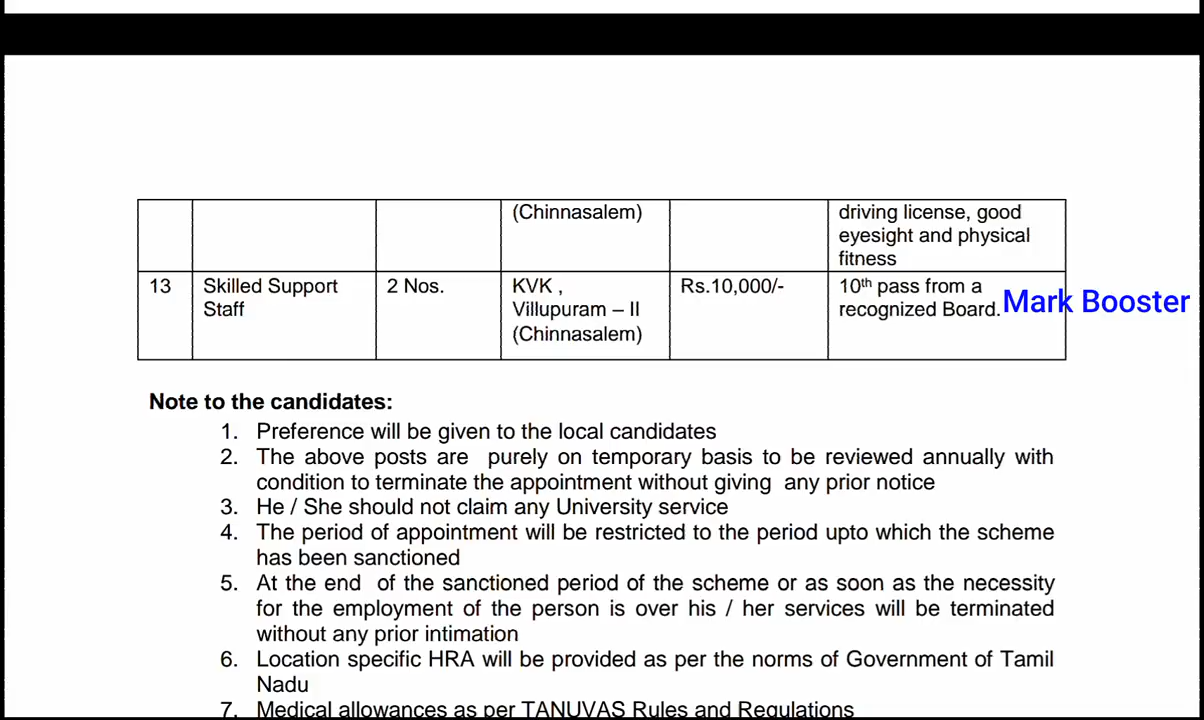 (Chinnasalem) driving license, good
eyesight and physical
fitness
13 Skilled Support 2 Nos. KVK , Rs.10,000/- 10th pass from a
Staff Villupuram – II recognized Board.
(Chinnasalem)
Mark Booster
Note to the candidates:
1. Preference will be given to the local candidates
2. The above posts are purely on temporary basis to be reviewed annually with
condition to terminate the appointment without giving any prior notice
3. He / She should not claim any University service
4. The period of appointment will be restricted to the period upto which the scheme
has been sanctioned
5. At the end of the sanctioned period of the scheme or as soon as the necessity
for the employment of the person is over his / her services will be terminated
without any prior intimation
6. Location specific HRA will be provided as per the norms of Government of Tamil
Nadu
7. Medical allowances as per TANUVAS Rules and Regulations